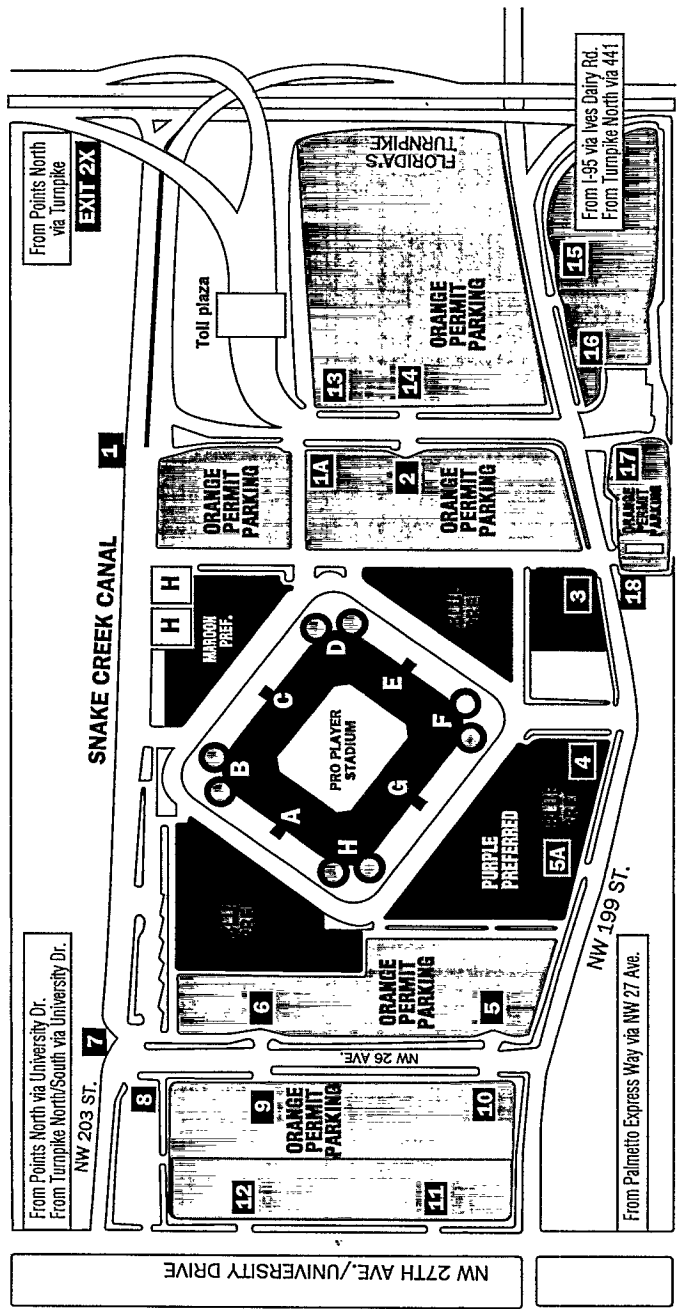 From Points North via University Dr.
From Turnpike North/South via University Dr.
NW 203 ST.
7
8
SNAKE CREEK CANAL
1
From Points North
via Turnpike
EXIT 2X
Toll plaza
H
H
MAROON
PREF.
ORANGE
PERMIT
PARKING
1A
2
ORANGE
PERMIT
PARKING
13
14
ORANGE
PERMIT
PARKING
FLORIDA'S
TURNPIKE
12
9
ORANGE
PERMIT
PARKING
11
10
NW 26 AVE.
6
ORANGE
PERMIT
PARKING
5
A
B
C
D
E
F
G
H
PRO PLAYER
STADIUM
PURPLE
PREFERRED
5A
4
3
18
17
ORANGE
PERMIT
PARKING
16
15
From I-95 via Ives Dairy Rd.
From Turnpike North via 441
NW 199 ST.
From Palmetto Express Way via NW 27 Ave.
NW 27TH AVE./UNIVERSITY DRIVE